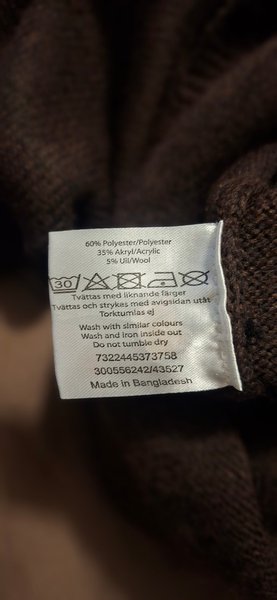 60% Polyester/Polyester
35% Akryl/Acrylic
5% Ull/Wool
30
Tvättas med liknande färger
Tvättas och strykes med avigsidan utåt
Torktumlas ej
Wash with similar colours
Wash and Iron inside out
Do not tumble dry
7322445373758
300556242/43527
Made in Bangladesh